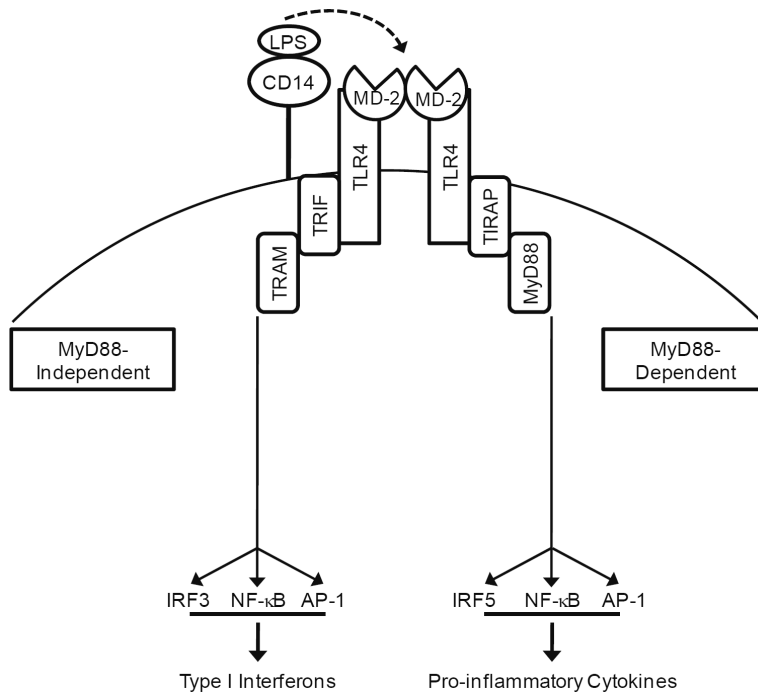 LPS
CD14
MD-2
MD-2
TLR4
TLR4
TRIF
TIRAP
TRAM
MyD88
MyD88-
Independent
MyD88-
Dependent
IRF3 NF-κB AP-1
IRF5 NF-κB AP-1
Type I Interferons
Pro-inflammatory Cytokines